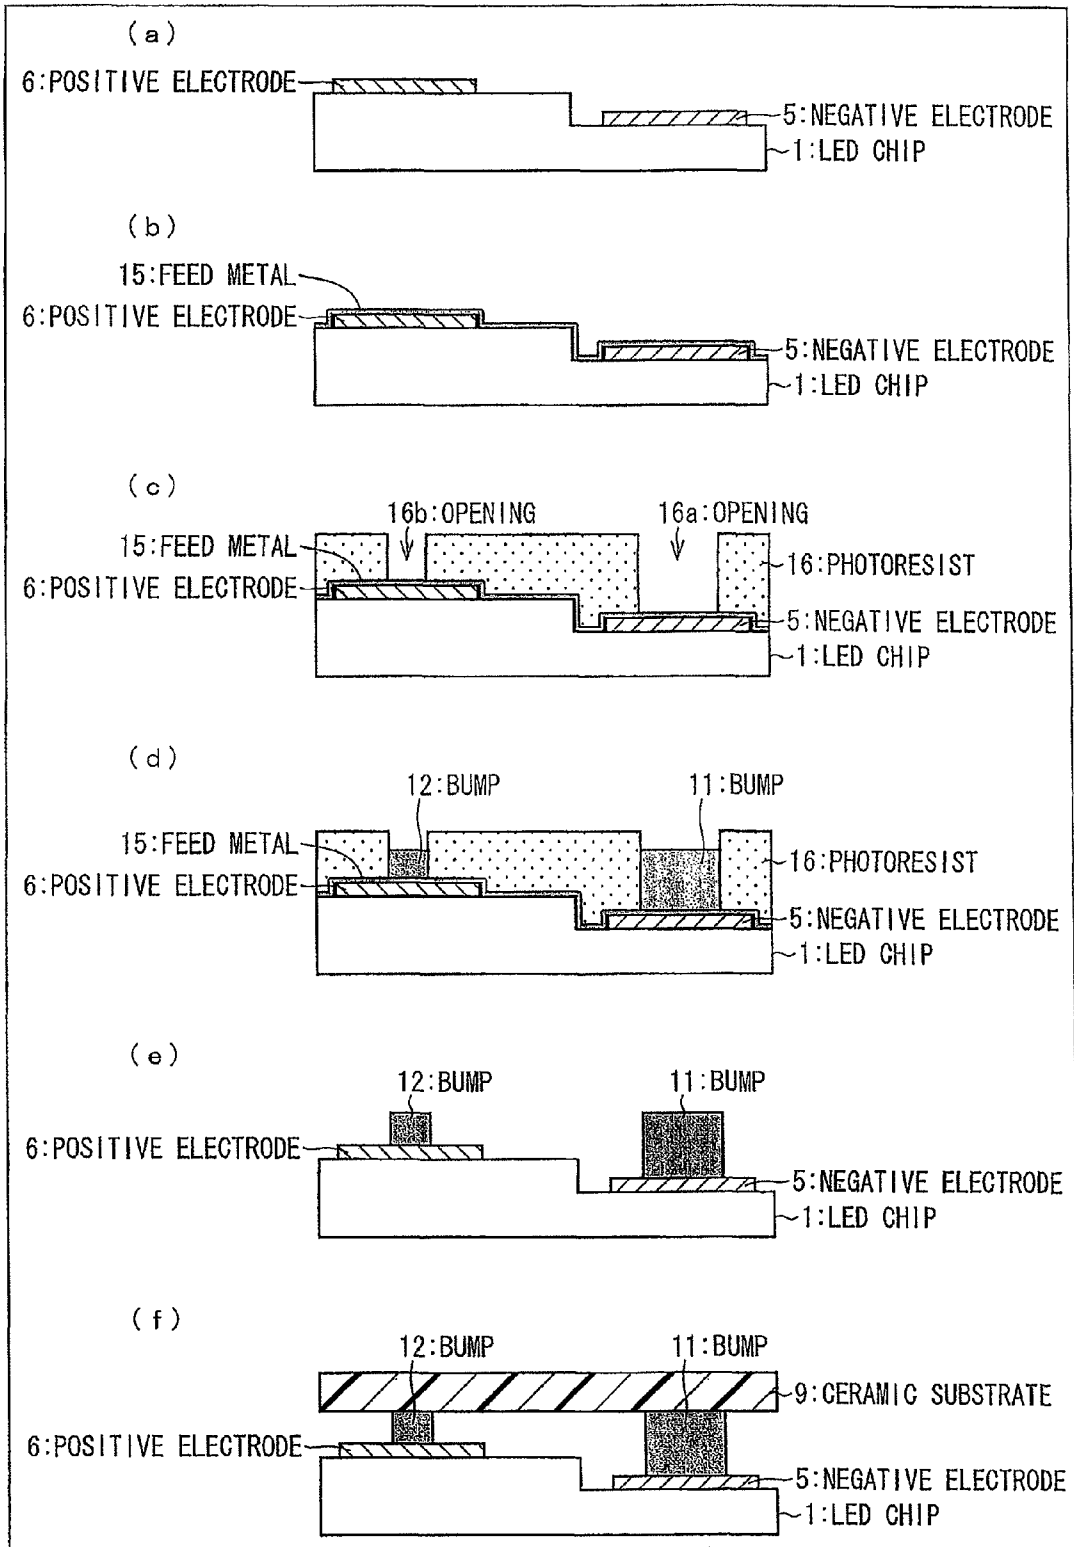 (a)
6:POSITIVE ELECTRODE
5:NEGATIVE ELECTRODE
1:LED CHIP
(b)
15:FEED METAL
6:POSITIVE ELECTRODE
5:NEGATIVE ELECTRODE
1:LED CHIP
(c)
16b:OPENING 16a:OPENING
15:FEED METAL
16:PHOTORESIST
6:POSITIVE ELECTRODE
5:NEGATIVE ELECTRODE
1:LED CHIP
(d)
12:BUMP 11:BUMP
15:FEED METAL
16:PHOTORESIST
6:POSITIVE ELECTRODE
5:NEGATIVE ELECTRODE
1:LED CHIP
(e)
12:BUMP 11:BUMP
6:POSITIVE ELECTRODE
5:NEGATIVE ELECTRODE
1:LED CHIP
(f)
12:BUMP 11:BUMP
9:CERAMIC SUBSTRATE
6:POSITIVE ELECTRODE
5:NEGATIVE ELECTRODE
1:LED CHIP